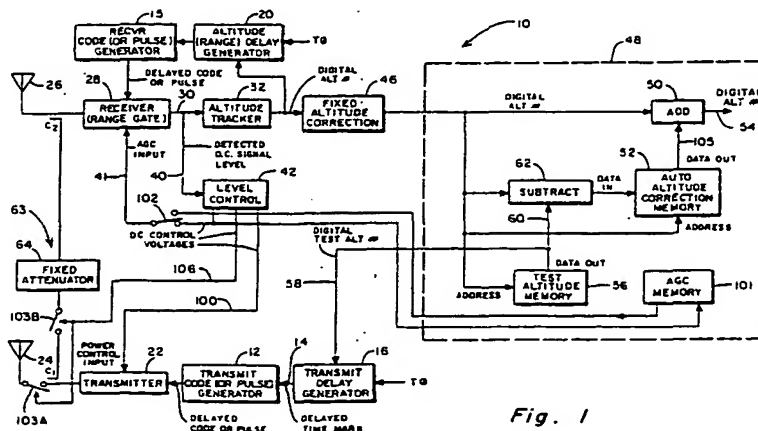 10
15
RECVR
CODE (OR PULSE)
GENERATOR
20
ALTITUDE
(RANGE) DELAY
GENERATOR
TØ
48
26
DELAYED CODE
OR PULSE
28
30
32
DIGITAL
ALT #
46
RECEIVER
(RANGE GATE)
ALTITUDE
TRACKER
FIXED
ALTITUDE
CORRECTION
DIGITAL
ALT #
50
ADD
DIGITAL
ALT #
54
C2
AGC
INPUT
41
40
DETECTED
D.C. SIGNAL
LEVEL
42
62
105
52
DATA OUT
SUBTRACT
DATA
IN
AUTO
ALTITUDE
CORRECTION
MEMORY
102
LEVEL
CONTROL
63
DC CONTROL
VOLTAGES
DIGITAL
TEST ALT #
60
ADDRESS
64
FIXED
ATTENUATOR
106
100
58
DATA OUT
ADDRESS
TEST
ALTITUDE
MEMORY
56
AGC
MEMORY
101
103B
24
C1
POWER
CONTROL
INPUT
22
12
14
16
TRANSMITTER
TRANSMIT
CODE (OR PULSE)
GENERATOR
TRANSMIT
DELAY
GENERATOR
TØ
103A
DELAYED
CODE OR PULSE
DELAYED
TIME MARK
Fig. 1